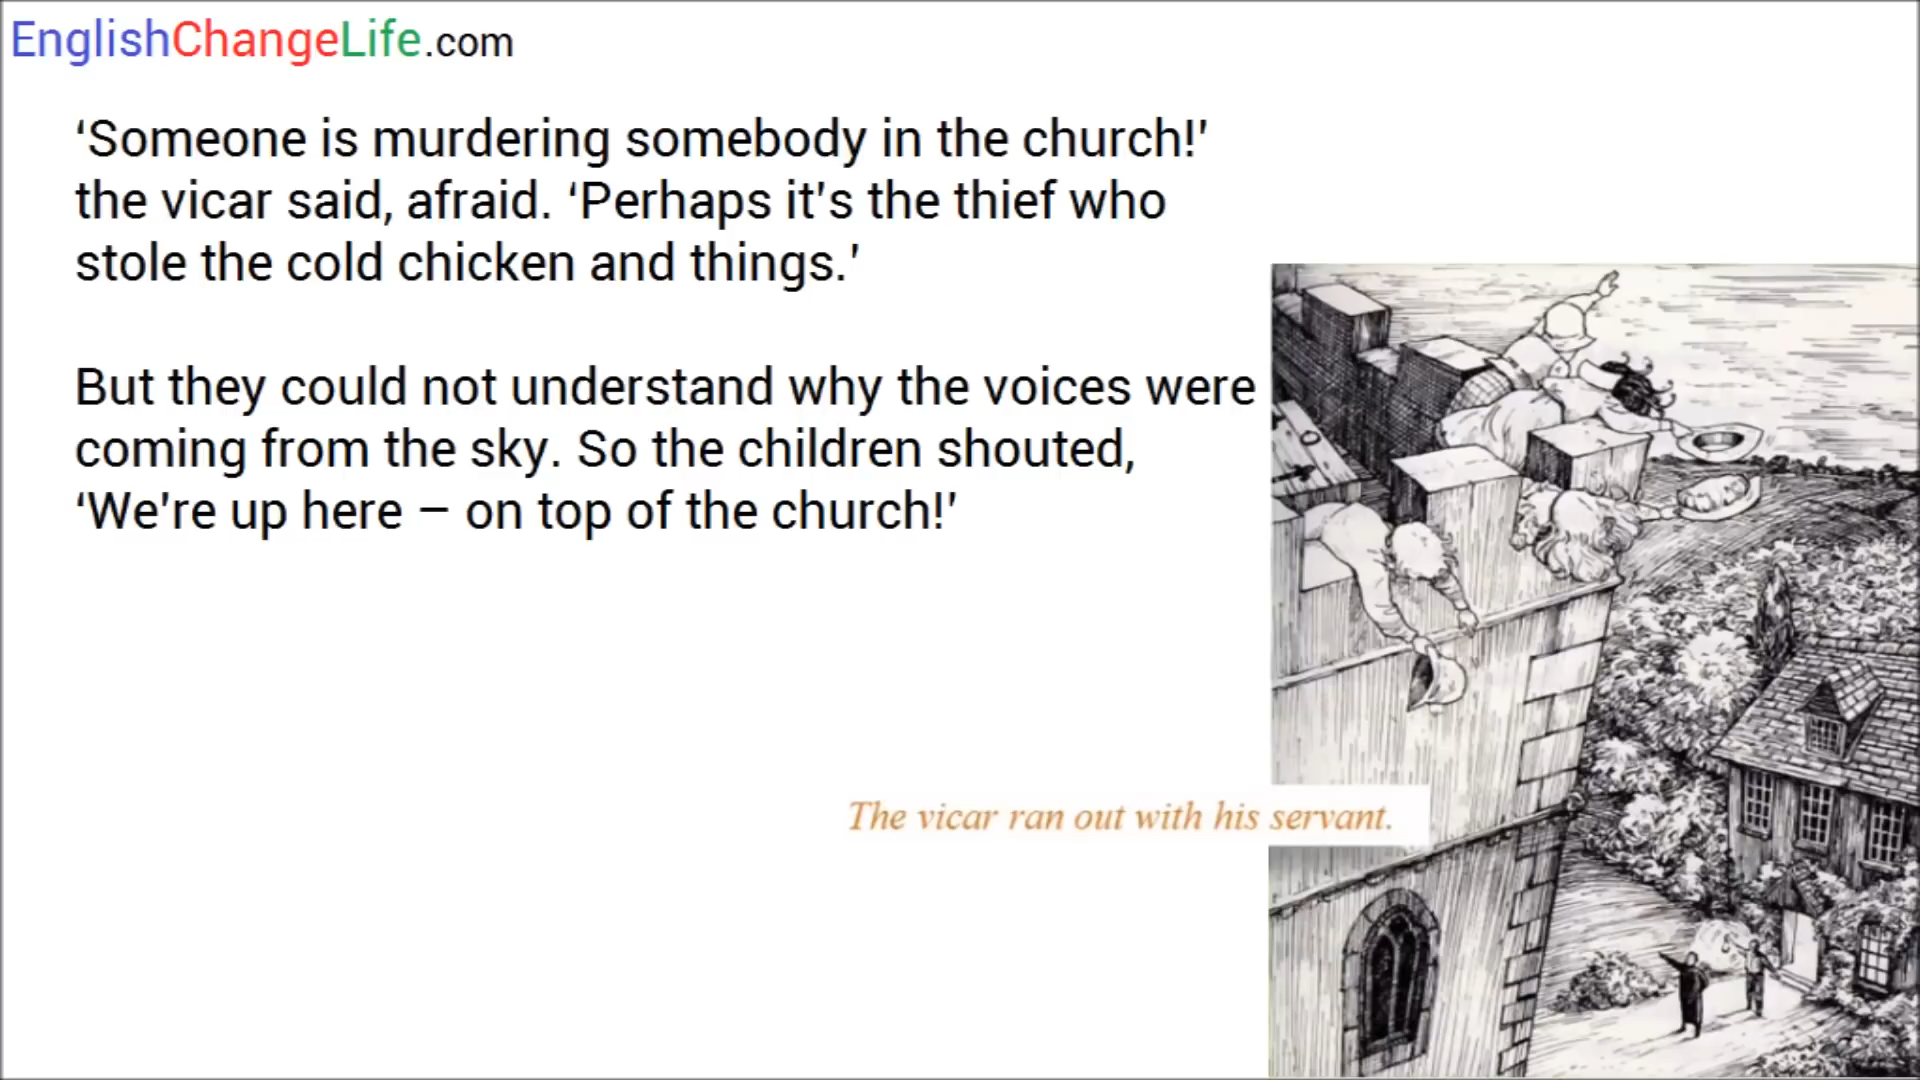 EnglishChangeLife.com
‘Someone is murdering somebody in the church!’
the vicar said, afraid. ‘Perhaps it’s the thief who
stole the cold chicken and things.’
But they could not understand why the voices were
coming from the sky. So the children shouted,
‘We’re up here – on top of the church!’
The vicar ran out with his servant.